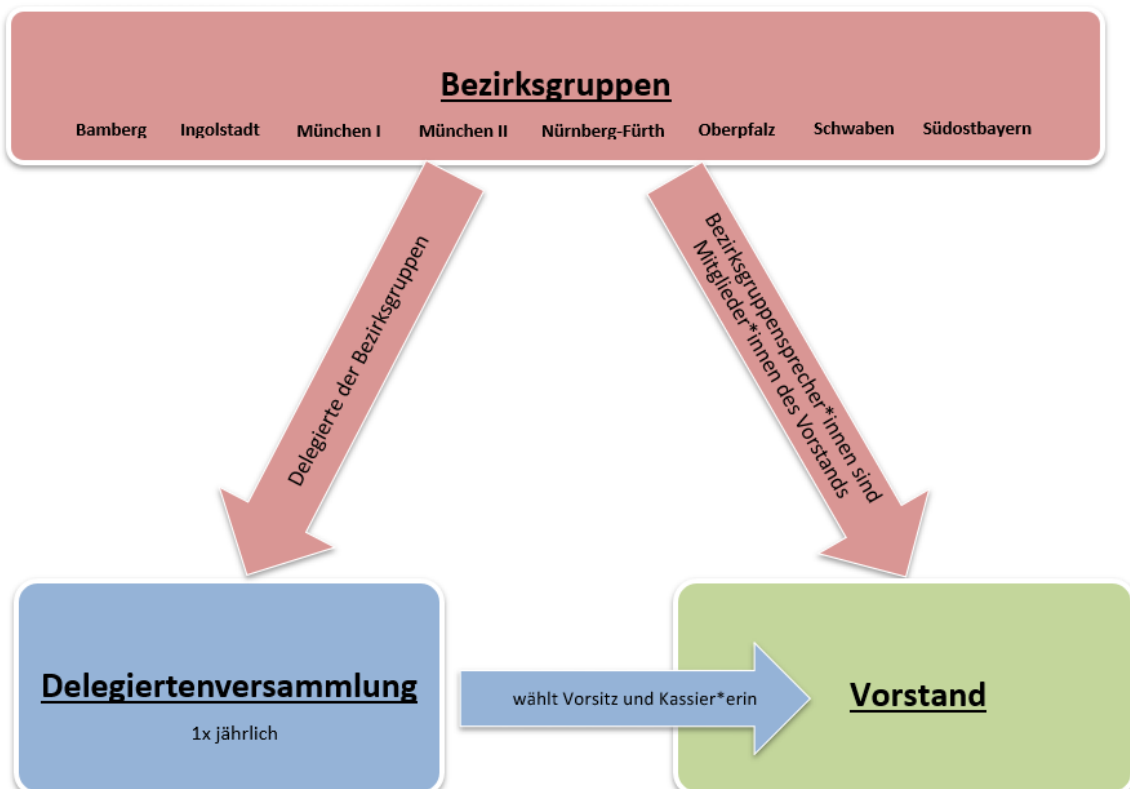 Bezirksgruppen
Bamberg Ingolstadt München I München II Nürnberg-Fürth Oberpfalz Schwaben Südostbayern
Delegierte der Bezirksgruppen
Bezirksgruppensprecher*innen sind
Mitglieder*innen des Vorstands
Delegiertenversammlung
1x jährlich
wählt Vorsitz und Kassier*erin
Vorstand